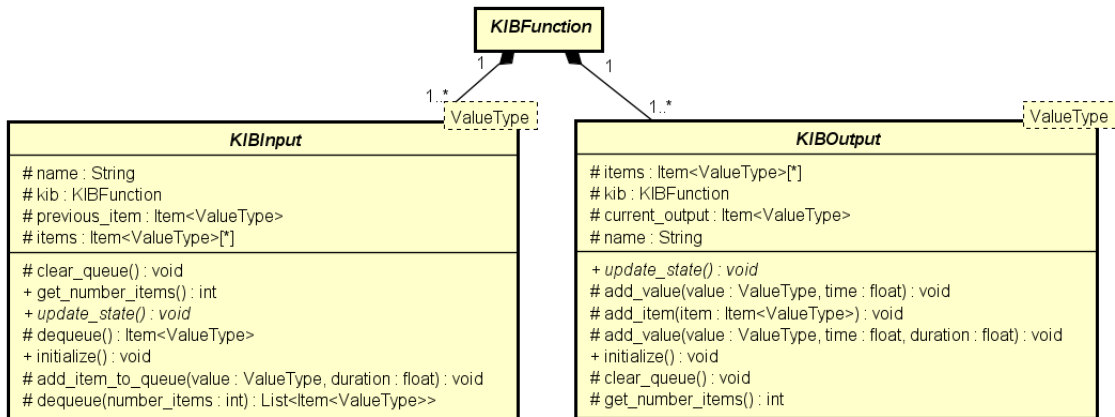 KIBFunction
1
1
1..*
1..*
ValueType
ValueType
KIBInput
# name : String
# kib : KIBFunction
# previous_item : Item<ValueType>
# items : Item<ValueType>[*]
# clear_queue() : void
+ get_number_items() : int
+ update_state() : void
# dequeue() : Item<ValueType>
+ initialize() : void
# add_item_to_queue(value : ValueType, duration : float) : void
# dequeue(number_items : int) : List<Item<ValueType>>
KIBOutput
# items : Item<ValueType>[*]
# kib : KIBFunction
# current_output : Item<ValueType>
# name : String
+ update_state() : void
# add_value(value : ValueType, time : float) : void
# add_item(item : Item<ValueType>) : void
# add_value(value : ValueType, time : float, duration : float) : void
+ initialize() : void
# clear_queue() : void
# get_number_items() : int